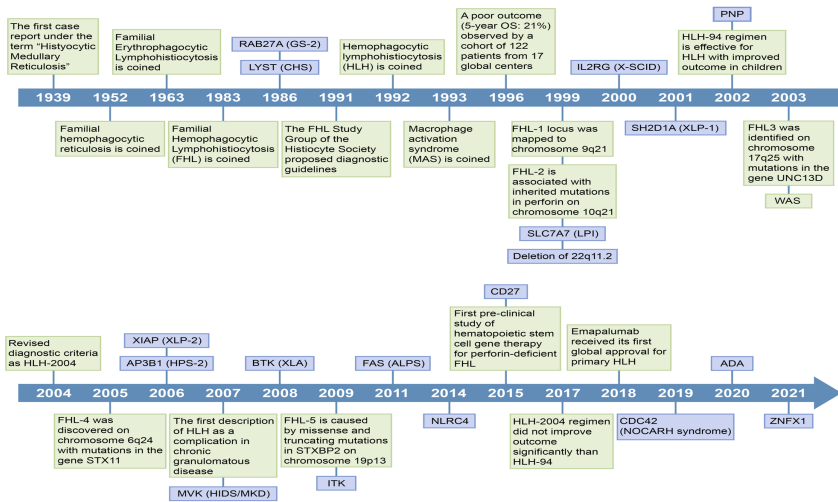 The first case
report under the
term "Histyocytic
Medullary
Reticulosis"
Familial
Erythrophagocytic
Lymphohistiocytosis
is coined
RAB27A (GS-2)
LYST (CHS)
Hemophagocytic
lymphohistiocytosis
(HLH) is coined
A poor outcome
(5-year OS: 21%)
observed by a
cohort of 122
patients from 17
global centers
IL2RG (X-SCID)
PNP
HLH-94 regimen
is effective for
HLH with improved
outcome in children
1939 1952 1963 1983 1986 1991 1992 1993 1996 1999 2000 2001 2002 2003
Familial
hemophagocytic
reticulosis is coined
Familial
Hemophagocytic
Lymphohistiocytosis
(FHL) is coined
The FHL Study
Group of the
Histiocyte Society
proposed diagnostic
guidelines
Macrophage
activation
syndrome
(MAS) is coined
FHL-1 locus was
mapped to
chromosome 9q21
FHL-2 is
associated with
inherited mutations
in perforin on
chromosome 10q21
SLC7A7 (LPI)
Deletion of 22q11.2
SH2D1A (XLP-1)
FHL3 was
identified on
chromosome
17q25 with
mutations in the
gene UNC13D
WAS
Revised
diagnostic criteria
as HLH-2004
XIAP (XLP-2)
AP3B1 (HPS-2)
BTK (XLA)
FAS (ALPS)
CD27
First pre-clinical
study of
hematopoietic stem
cell gene therapy
for perforin-deficient
FHL
Emapalumab
received its first
global approval for
primary HLH
ADA
2004 2005 2006 2007 2008 2009 2011 2014 2015 2017 2018 2019 2020 2021
FHL-4 was
discovered on
chromosome 6q24
with mutations in the
gene STX11
The first description
of HLH as a
complication in
chronic
granulomatous
disease
MVK (HIDS/MKD)
FHL-5 is caused
by missense and
truncating mutations
in STXBP2 on
chromosome 19p13
ITK
NLRC4
HLH-2004 regimen
did not improve
outcome
significantly than
HLH-94
CDC42
(NOCARH syndrome)
ZNFX1